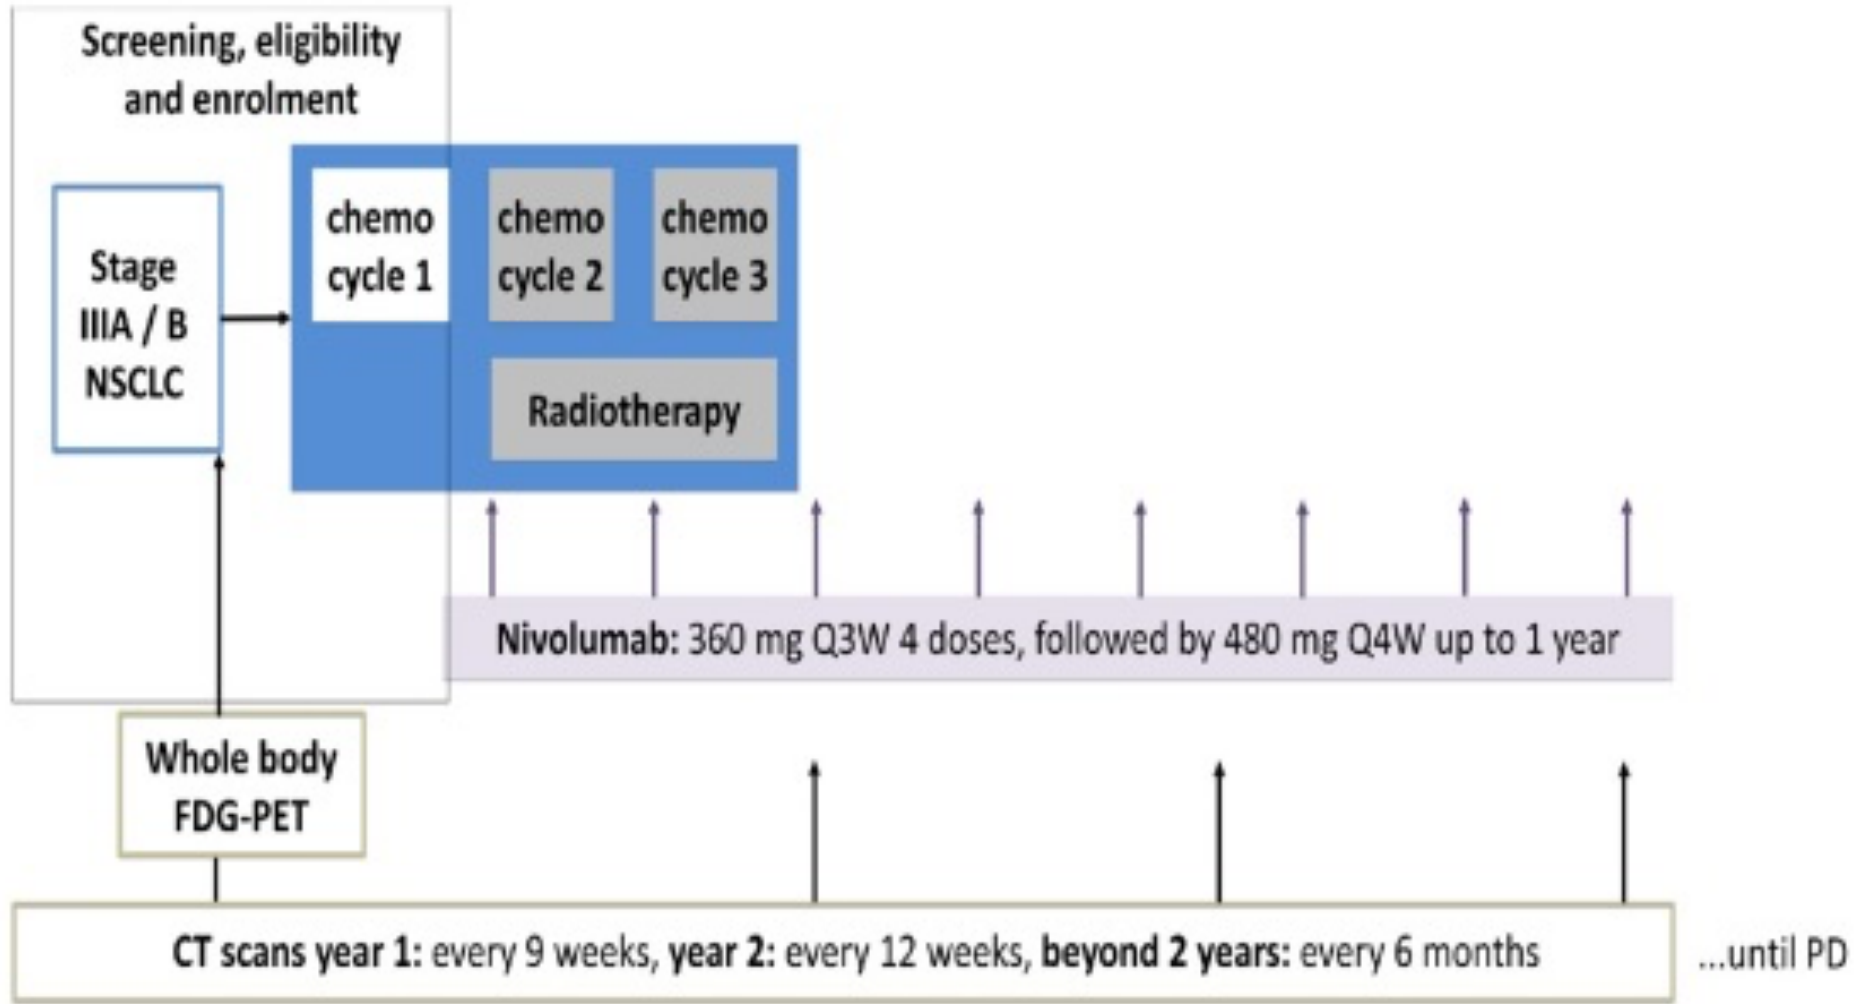 Screening, eligibility
and enrolment
Stage
IIIA / B
NSCLC
chemo
cycle 1
chemo
cycle 2
chemo
cycle 3
Radiotherapy
Nivolumab: 360 mg Q3W 4 doses, followed by 480 mg Q4W up to 1 year
Whole body
FDG-PET
CT scans year 1: every 9 weeks, year 2: every 12 weeks, beyond 2 years: every 6 months
...until PD